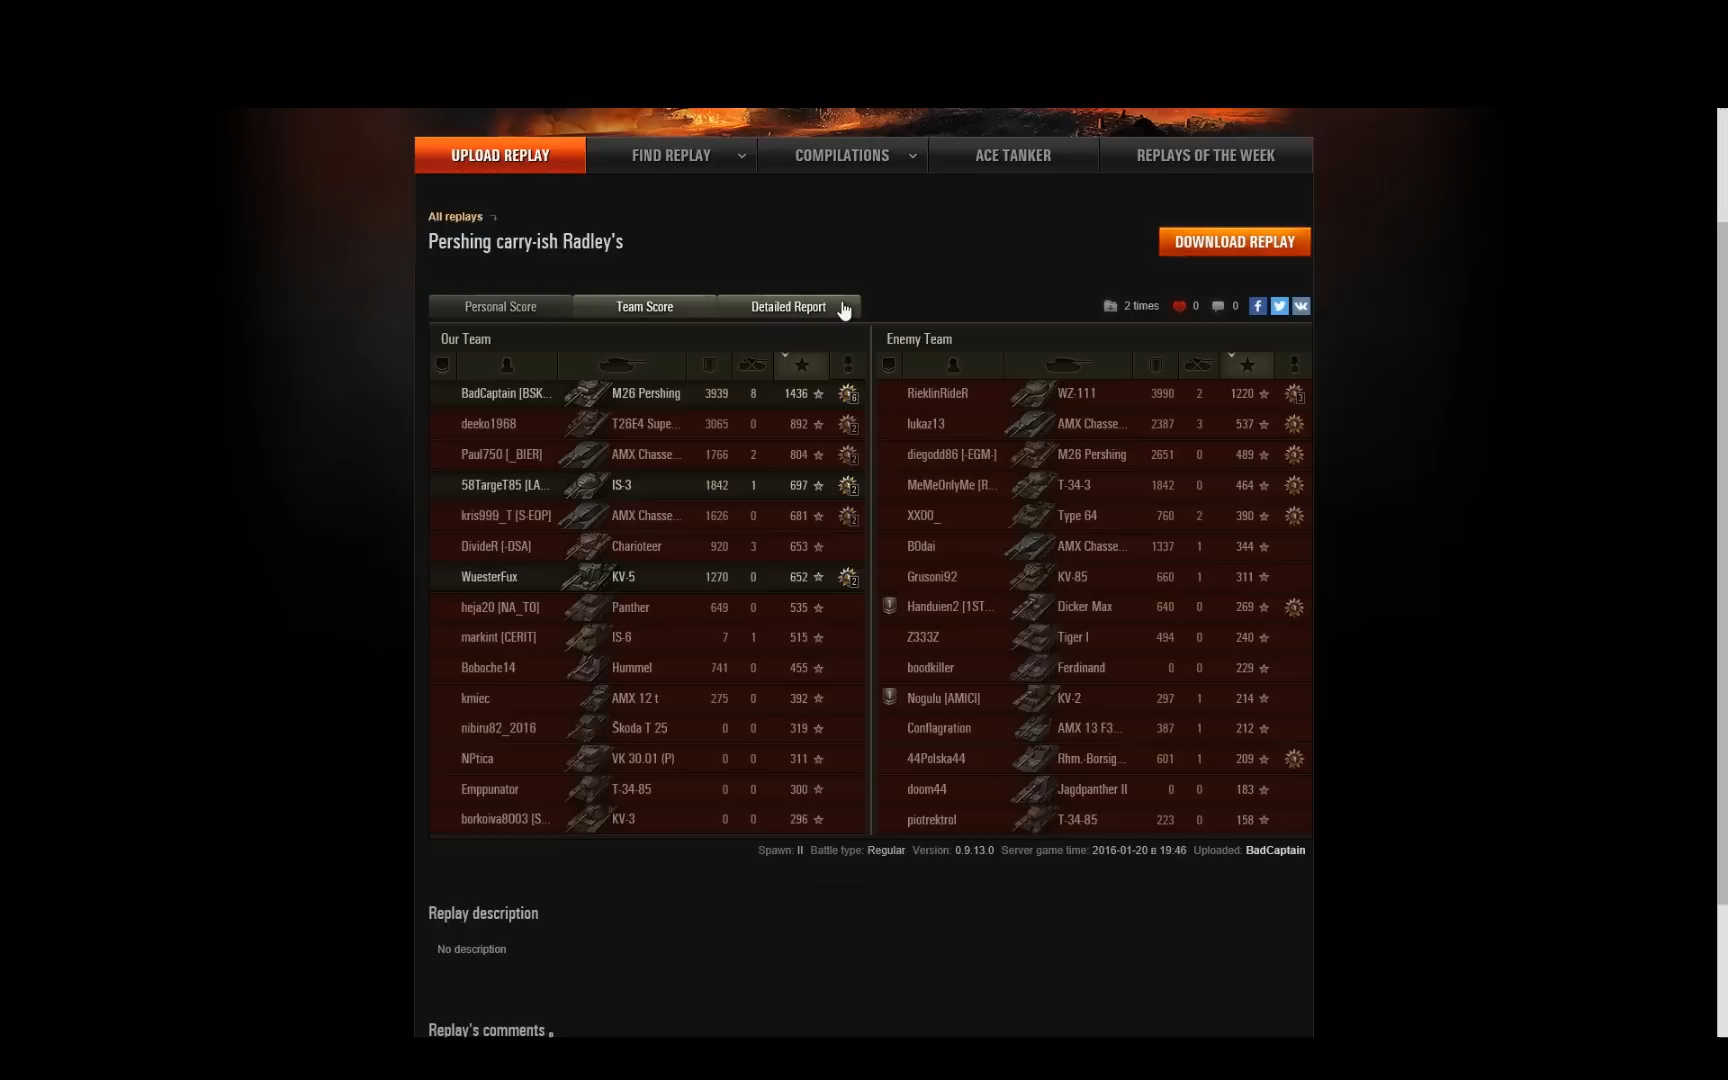 UPLOAD REPLAY FIND REPLAY COMPILATIONS ACE TANKER REPLAYS OF THE WEEK
All replays
Pershing carry-ish Radley's
DOWNLOAD REPLAY
Personal Score Team Score Detailed Report 2 times 0 0
Our Team Enemy Team
BadCaptain [BSK... M26 Pershing 3939 8 1436 6 RieklinRideR WZ-111 3990 2 1220 3
deeko1968 T26E4 Supe... 3065 0 892 2 lukaz13 AMX Chasse... 2387 3 537
Paul750 [_BIER] AMX Chasse... 1766 2 804 2 diegodd86 [-EGM-] M26 Pershing 2651 0 489
58TargeT85 [LA... IS-3 1842 1 697 2 MeMeOnlyMe [R... T-34-3 1842 0 464
kris999_T [S-EOP] AMX Chasse... 1626 0 681 2 XXOO_ Type 64 760 2 390
DivideR [-DSA] Charioteer 920 3 653 B0dai AMX Chasse... 1337 1 344
WuesterFux KV-5 1270 0 652 2 Grusoni92 KV-85 660 1 311
heja20 [NA_TO] Panther 649 0 535 Handuien2 [1ST... Dicker Max 640 0 269
markint [CERIT] IS-6 7 1 515 Z333Z Tiger I 494 0 240
Boboche14 Hummel 741 0 455 boodkiller Ferdinand 0 0 229
kmiec AMX 12 t 275 0 392 Nogulu [AMICI] KV-2 297 1 214
nibiru82_2016 Škoda T 25 0 0 319 Conflagration AMX 13 F3... 387 1 212
NPtica VK 30.01 (P) 0 0 311 44Polska44 Rhm.-Borsig... 601 1 209
Emppunator T-34-85 0 0 300 doom44 Jagdpanther II 0 0 183
borkoiva8003 [S... KV-3 0 0 296 piotrektrol T-34-85 223 0 158
Spawn: II Battle type: Regular Version: 0.9.13.0 Server game time: 2016-01-20 в 19:46 Uploaded: BadCaptain
Replay description
No description
Replay's comments